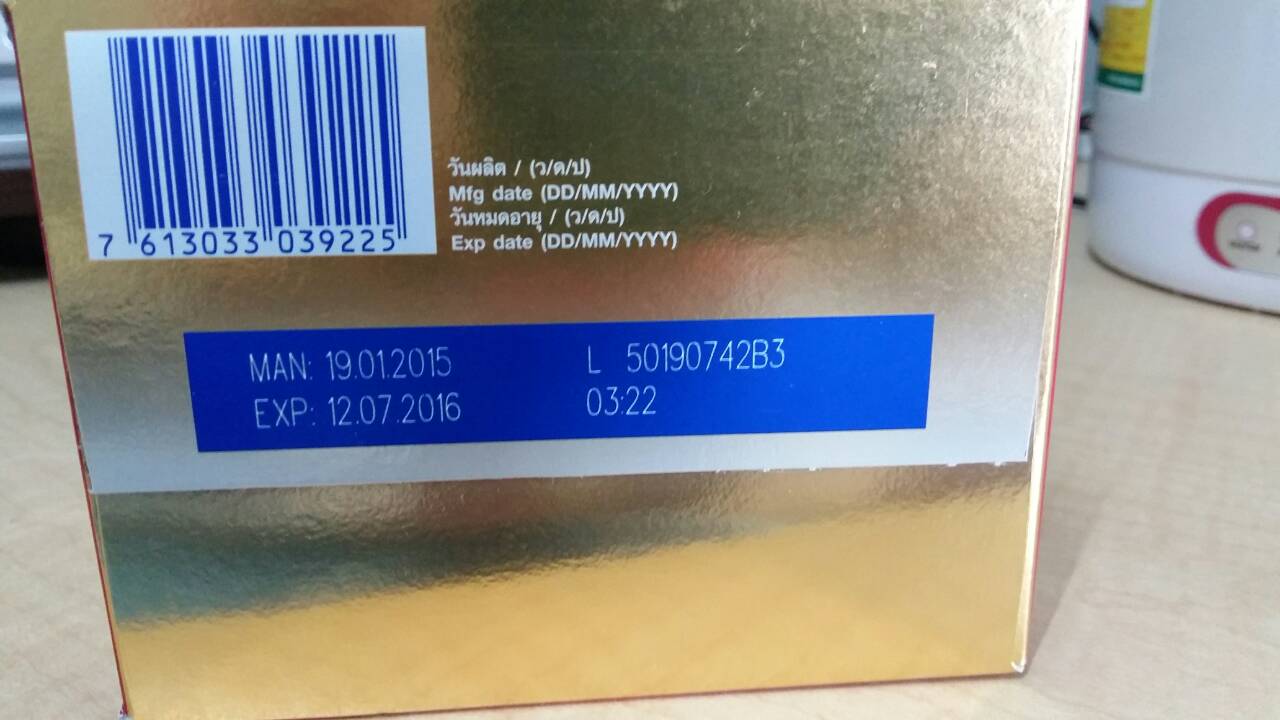 7 613033 039225
วันผลิต / (ว/ด/ป)
Mfg date (DD/MM/YYYY)
วันหมดอายุ / (ว/ด/ป)
Exp date (DD/MM/YYYY)
MAN: 19.01.2015
EXP: 12.07.2016
L 50190742B3
03:22